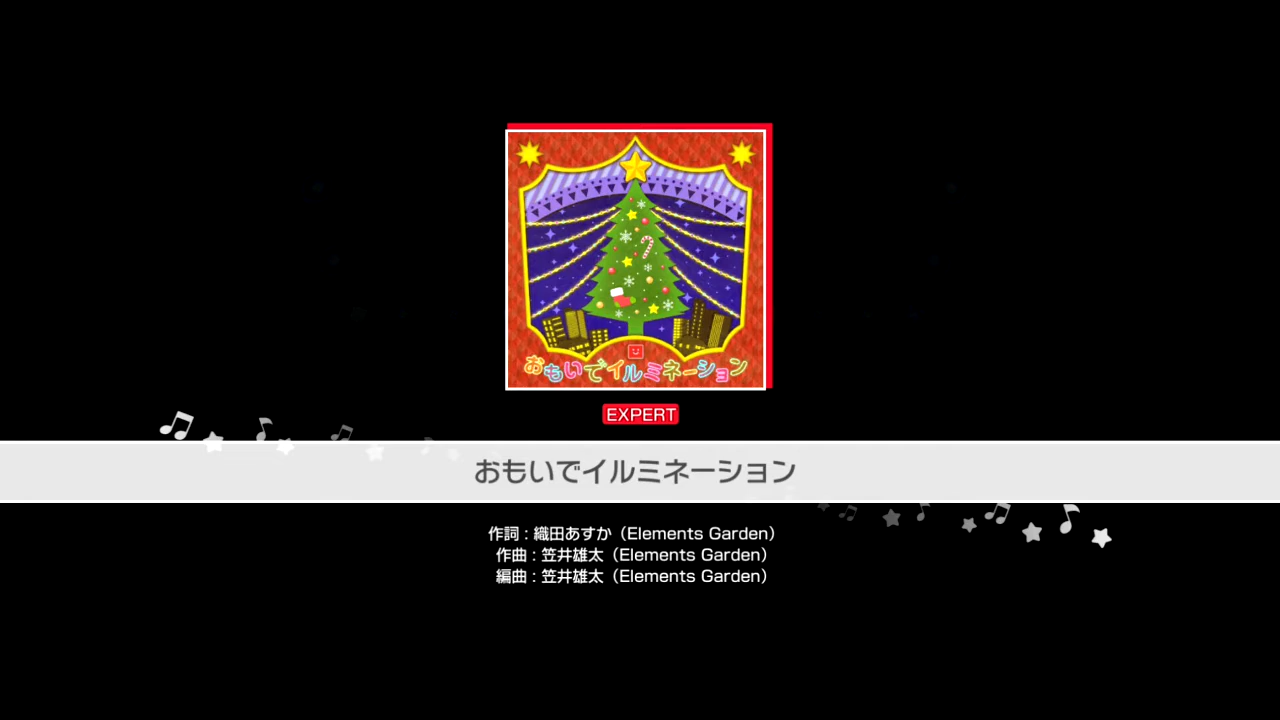 おもいでイルミネーション
EXPERT
おもいでイルミネーション
作詞 : 織田あすか（Elements Garden）
作曲 : 笠井雄太（Elements Garden）
編曲 : 笠井雄太（Elements Garden）